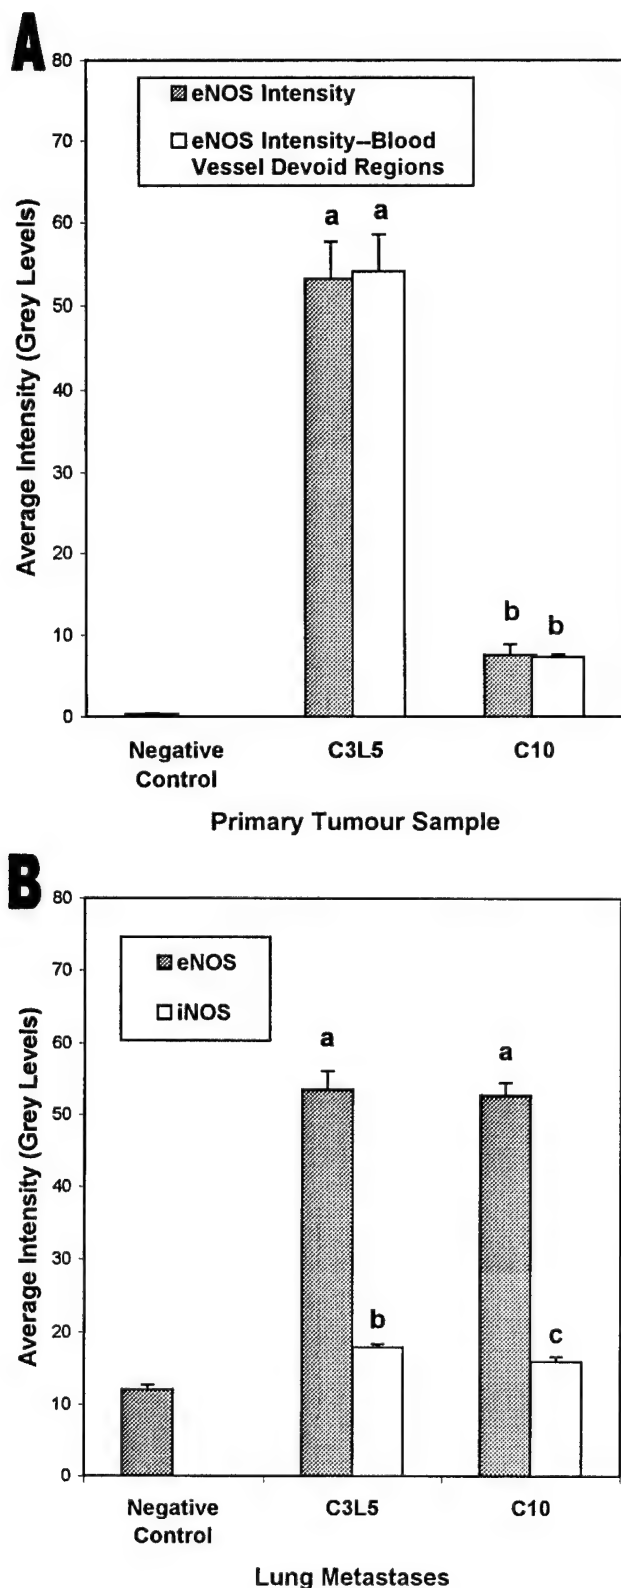 A
80
70
60
50
40
30
20
10
0
Average Intensity (Grey Levels)
eNOS Intensity
eNOS Intensity--Blood
Vessel Devoid Regions
a a
b b
Negative
Control
C3L5
C10
Primary Tumour Sample
B
80
70
60
50
40
30
20
10
0
Average Intensity (Grey Levels)
eNOS
iNOS
a
b
a
c
Negative
Control
C3L5
C10
Lung Metastases